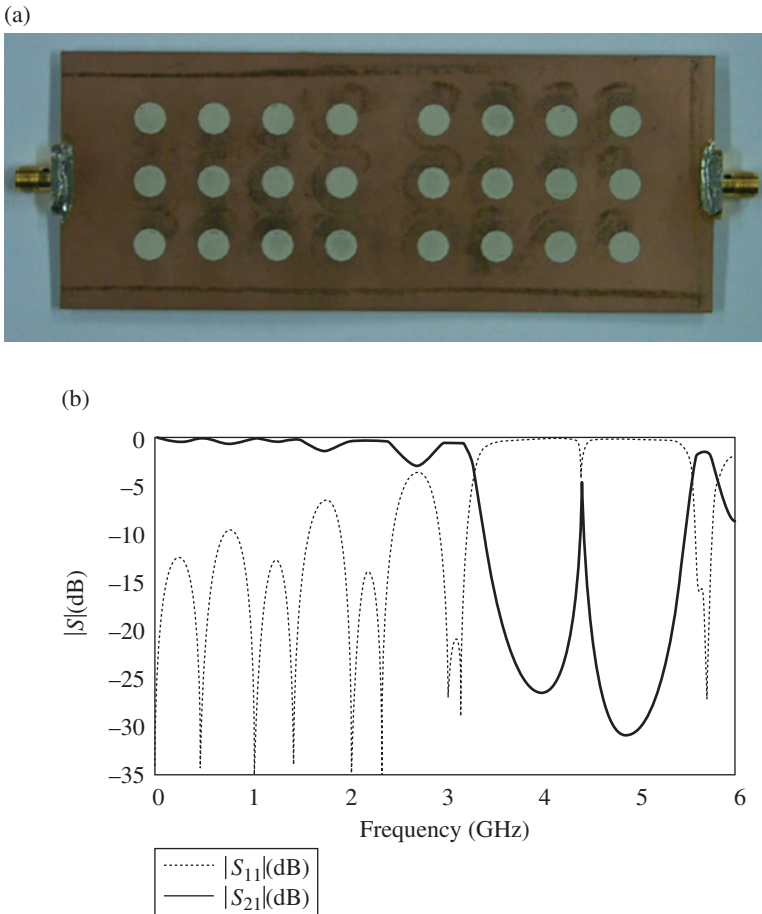 (a)
(b)
0
–5
–10
–15
–20
–25
–30
–35
|S|(dB)
0 1 2 3 4 5 6
Frequency (GHz)
|S₁₁|(dB)
|S₂₁|(dB)